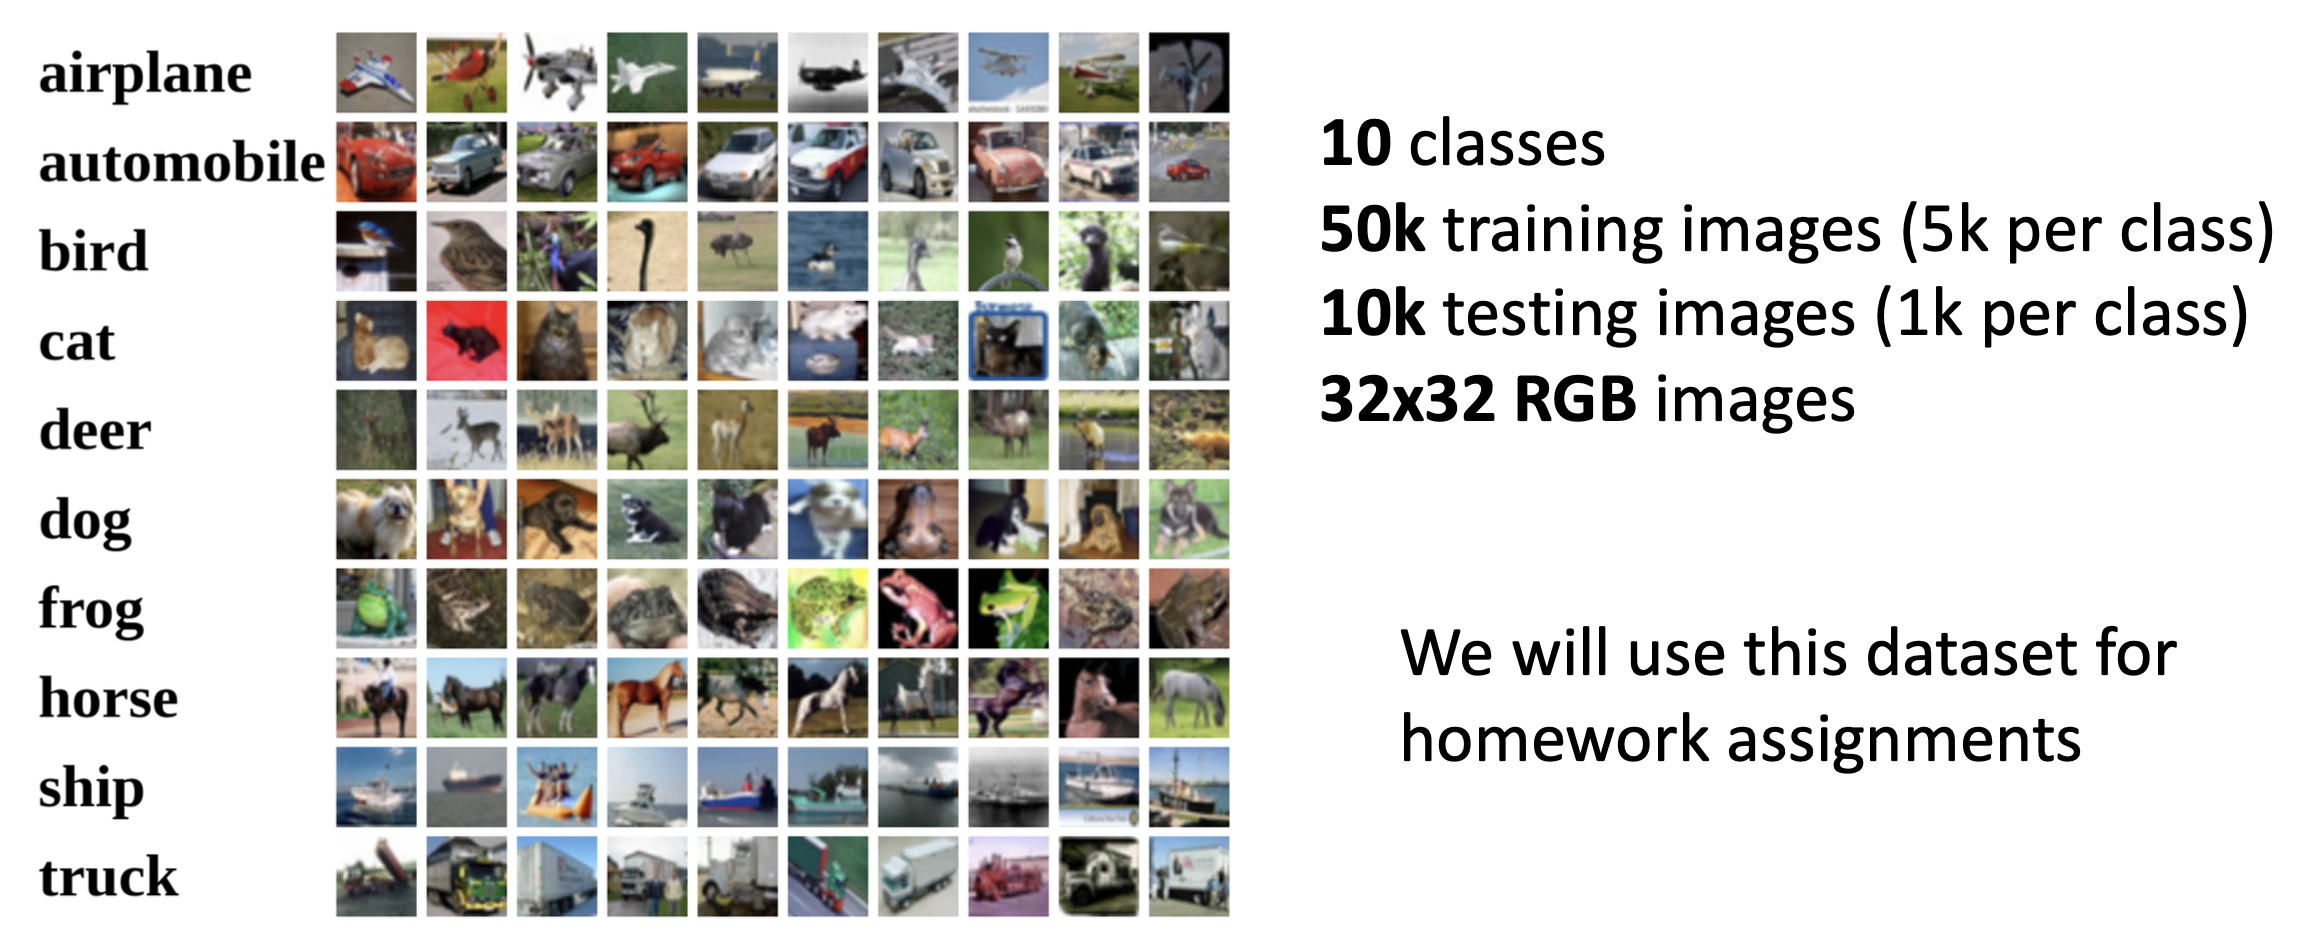 airplane
automobile
bird
cat
deer
dog
frog
horse
ship
truck
10 classes
50k training images (5k per class)
10k testing images (1k per class)
32x32 RGB images
We will use this dataset for
homework assignments